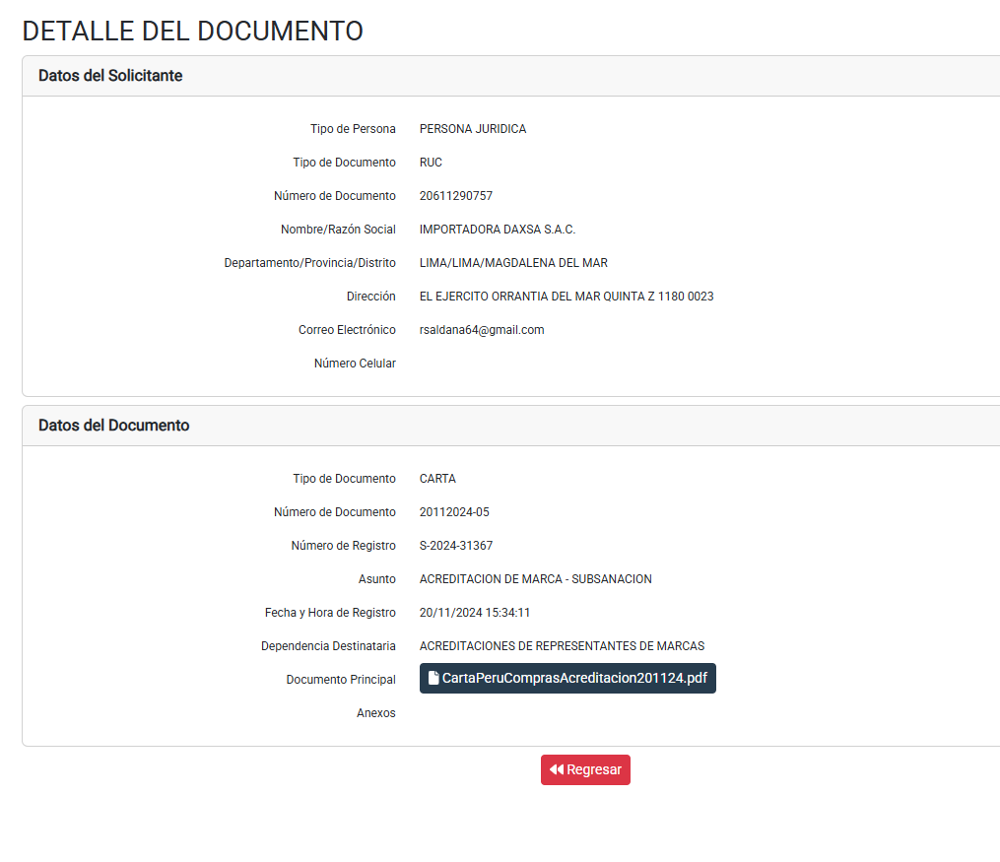 DETALLE DEL DOCUMENTO
Datos del Solicitante
Tipo de Persona PERSONA JURIDICA
Tipo de Documento RUC
Número de Documento 20611290757
Nombre/Razón Social IMPORTADORA DAXSA S.A.C.
Departamento/Provincia/Distrito LIMA/LIMA/MAGDALENA DEL MAR
Dirección EL EJERCITO ORRANTIA DEL MAR QUINTA Z 1180 0023
Correo Electrónico rsaldana64@gmail.com
Número Celular
Datos del Documento
Tipo de Documento CARTA
Número de Documento 20112024-05
Número de Registro S-2024-31367
Asunto ACREDITACION DE MARCA - SUBSANACION
Fecha y Hora de Registro 20/11/2024 15:34:11
Dependencia Destinataria ACREDITACIONES DE REPRESENTANTES DE MARCAS
Documento Principal CartaPeruComprasAcreditacion201124.pdf
Anexos
Regresar